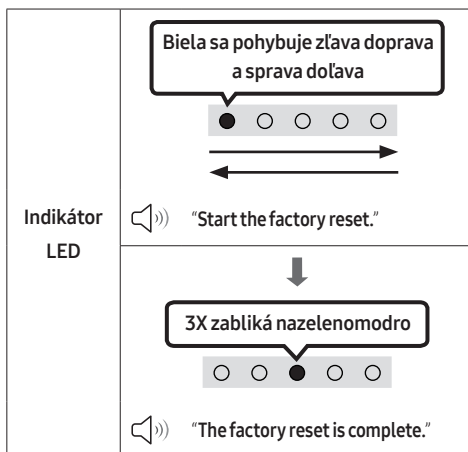 Biela sa pohybuje zľava doprava
a sprava doľava
Indikátor
LED
"Start the factory reset."
3X zabliká nazelenomodro
"The factory reset is complete."